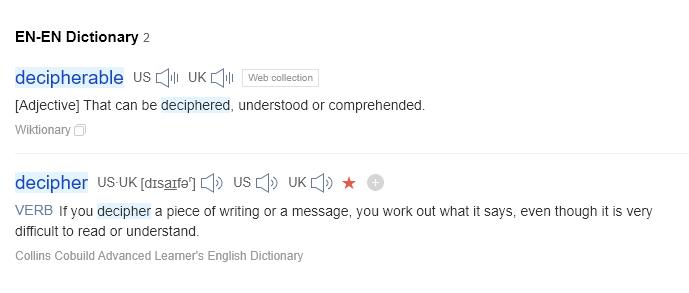 EN-EN Dictionary 2
decipherable US UK Web collection
[Adjective] That can be deciphered, understood or comprehended.
Wiktionary
decipher US·UK [dɪsaɪfəʳ] US UK
VERB If you decipher a piece of writing or a message, you work out what it says, even though it is very
difficult to read or understand.
Collins Cobuild Advanced Learner's English Dictionary